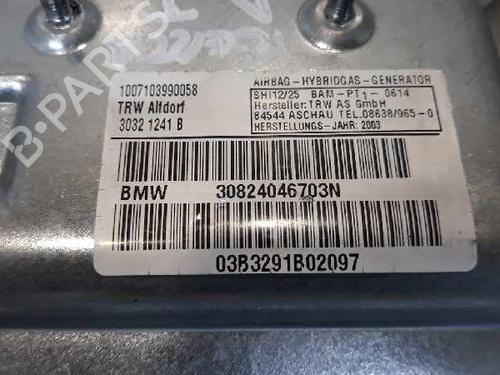 B-PARTS
1007103990058
TRW Altdorf
3032 1241 B
AIRBAG-HYBRIDGAS-GENERATOR
SHI12/25 BAM-PT1-0614
Hersteller:TRW AS GmbH
84544 ASCHAU TEL.08638/965-0
HERSTELLUNGS-JAHR: 2003
BMW 30824046703N
03B3291B02097